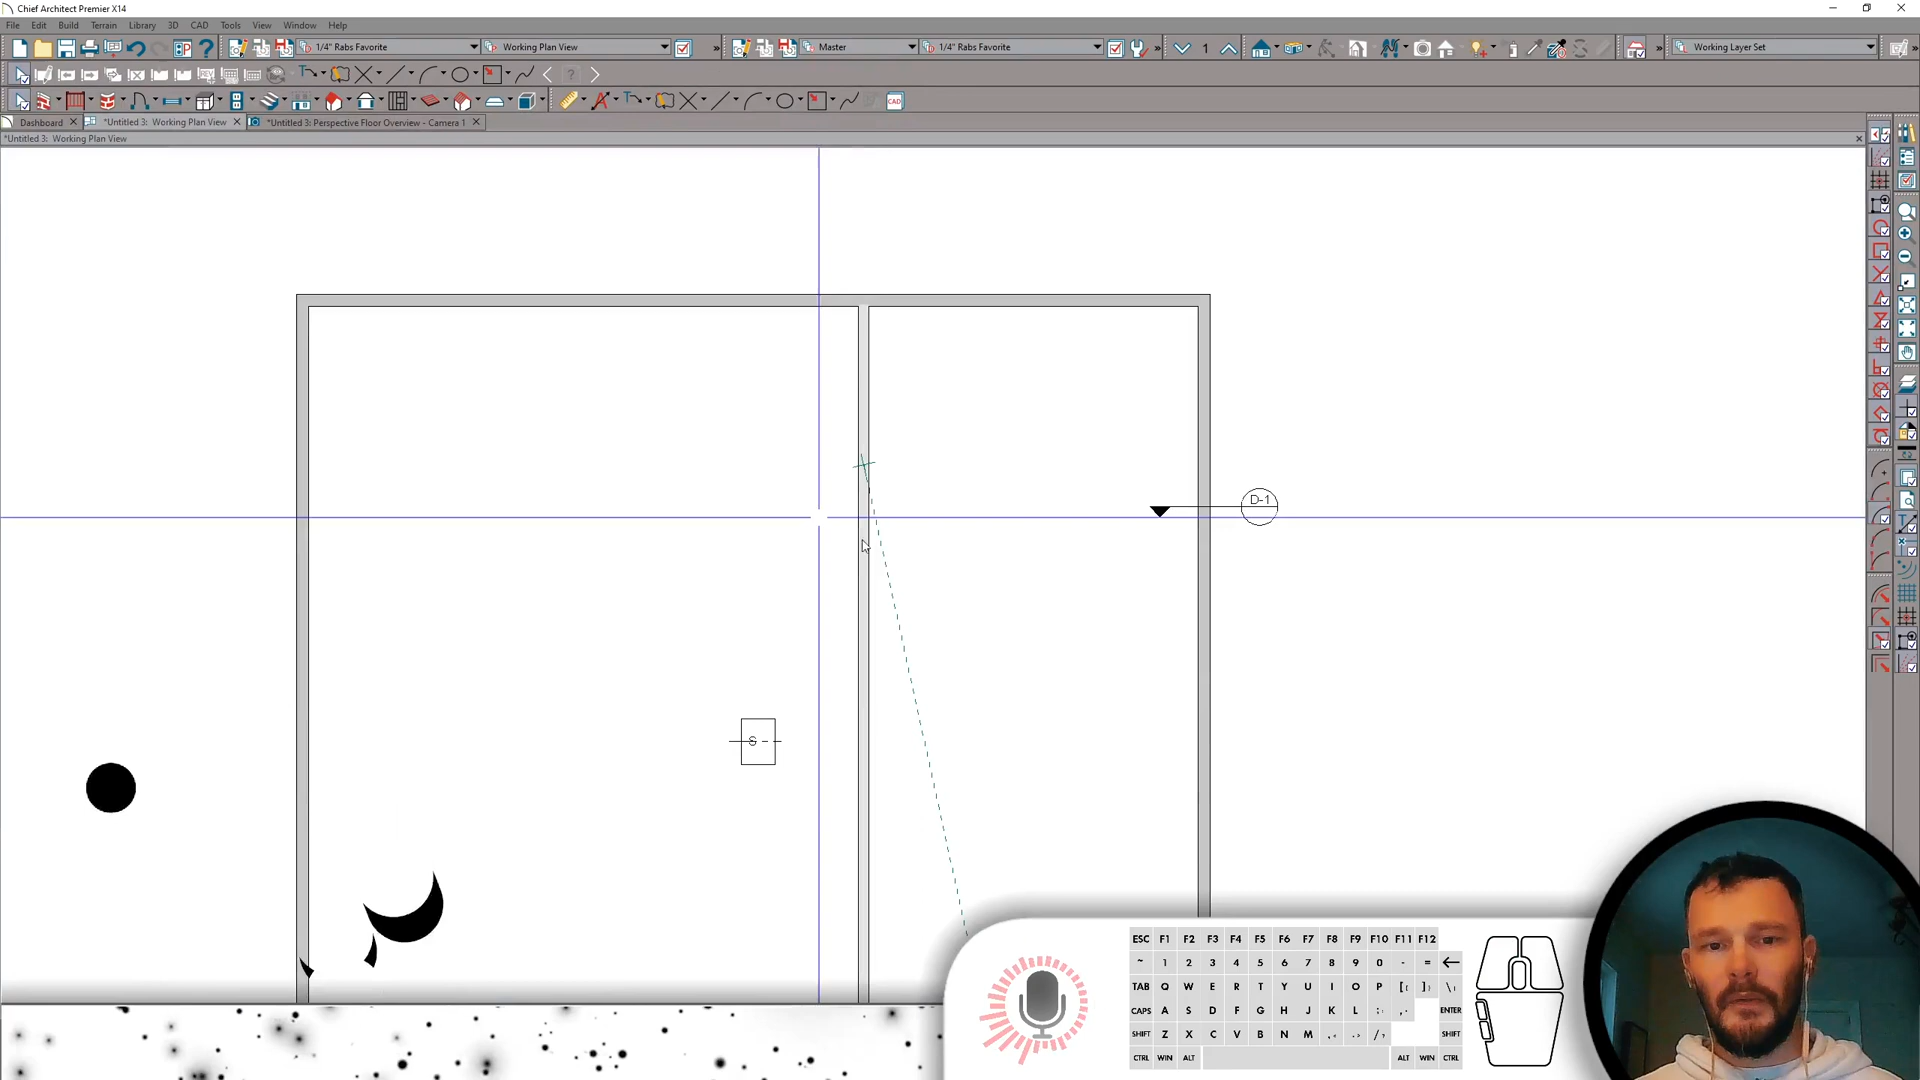 Chief Architect Premier X14
File Edit Build Terrain Library 3D CAD Tools View Window Help
1/4" Rabs Favorite Working Plan View Master 1/4" Rabs Favorite 1 Working Layer Set
CAD
Dashboard *Untitled 3: Working Plan View *Untitled 3: Perspective Floor Overview - Camera 1
*Untitled 3: Working Plan View
D-1
S
ESC F1 F2 F3 F4 F5 F6 F7 F8 F9 F10 F11 F12
~ 1 2 3 4 5 6 7 8 9 0 - =
TAB Q W E R T Y U I O P [ ] \
CAPS A S D F G H J K L ENTER
SHIFT Z X C V B N M / SHIFT
CTRL WIN ALT ALT WIN CTRL